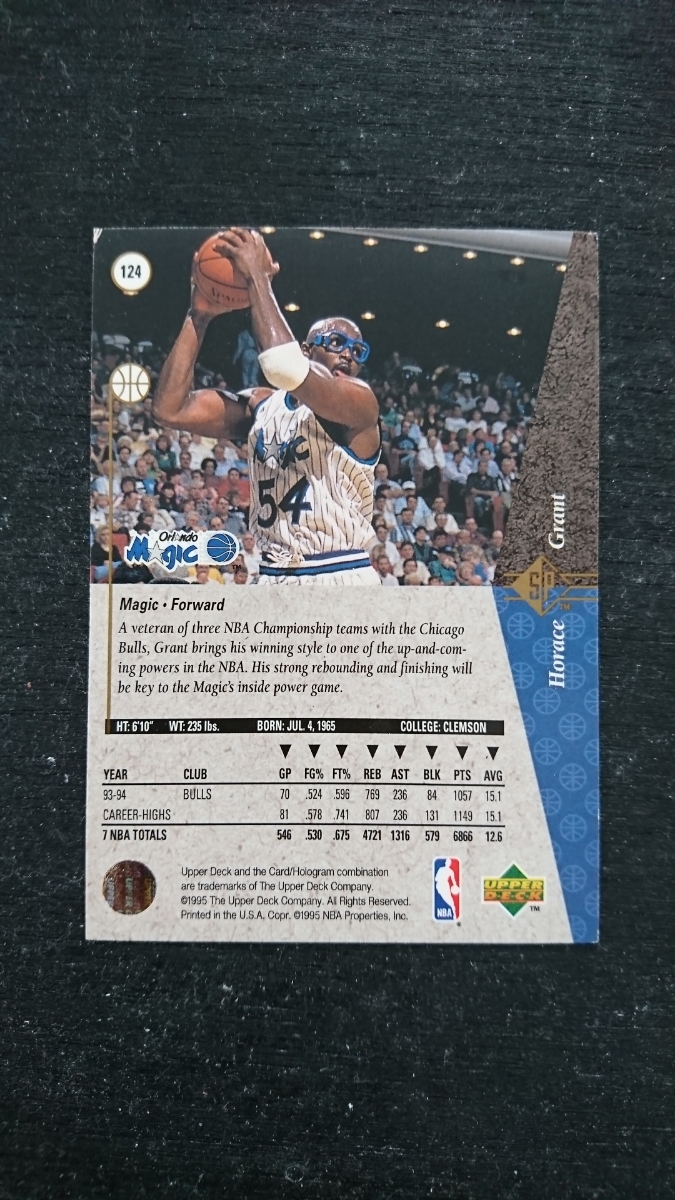 124
Magic
54
Orlando
Magic
TM
Horace Grant
SP
TM
Magic • Forward
A veteran of three NBA Championship teams with the Chicago
Bulls, Grant brings his winning style to one of the up-and-com-
ing powers in the NBA. His strong rebounding and finishing will
be key to the Magic's inside power game.
HT: 6'10" WT: 235 lbs. BORN: JUL. 4, 1965 COLLEGE: CLEMSON
YEAR CLUB GP FG% FT% REB AST BLK PTS AVG
93-94 BULLS 70 .524 .596 769 236 84 1057 15.1
CAREER-HIGHS 81 .578 .741 807 236 131 1149 15.1
7 NBA TOTALS 546 .530 .675 4721 1316 579 6866 12.6
Upper Deck and the Card/Hologram combination
are trademarks of The Upper Deck Company.
©1995 The Upper Deck Company. All Rights Reserved.
Printed in the U.S.A. Copr. ©1995 NBA Properties, Inc.
NBA
®
UPPER
DECK
TM